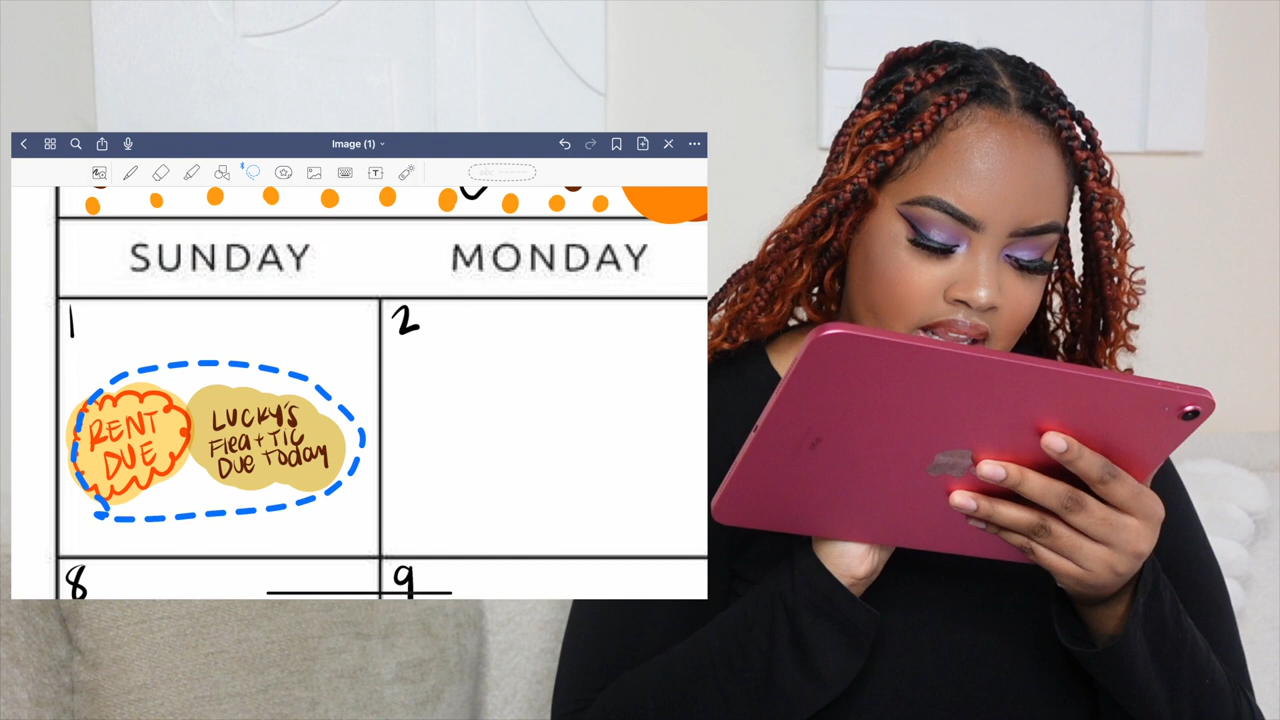 Image (1)
SUNDAY
MONDAY
1
2
RENT
DUE
LUCKY'S
Flea + Tic
Due Today
8
9